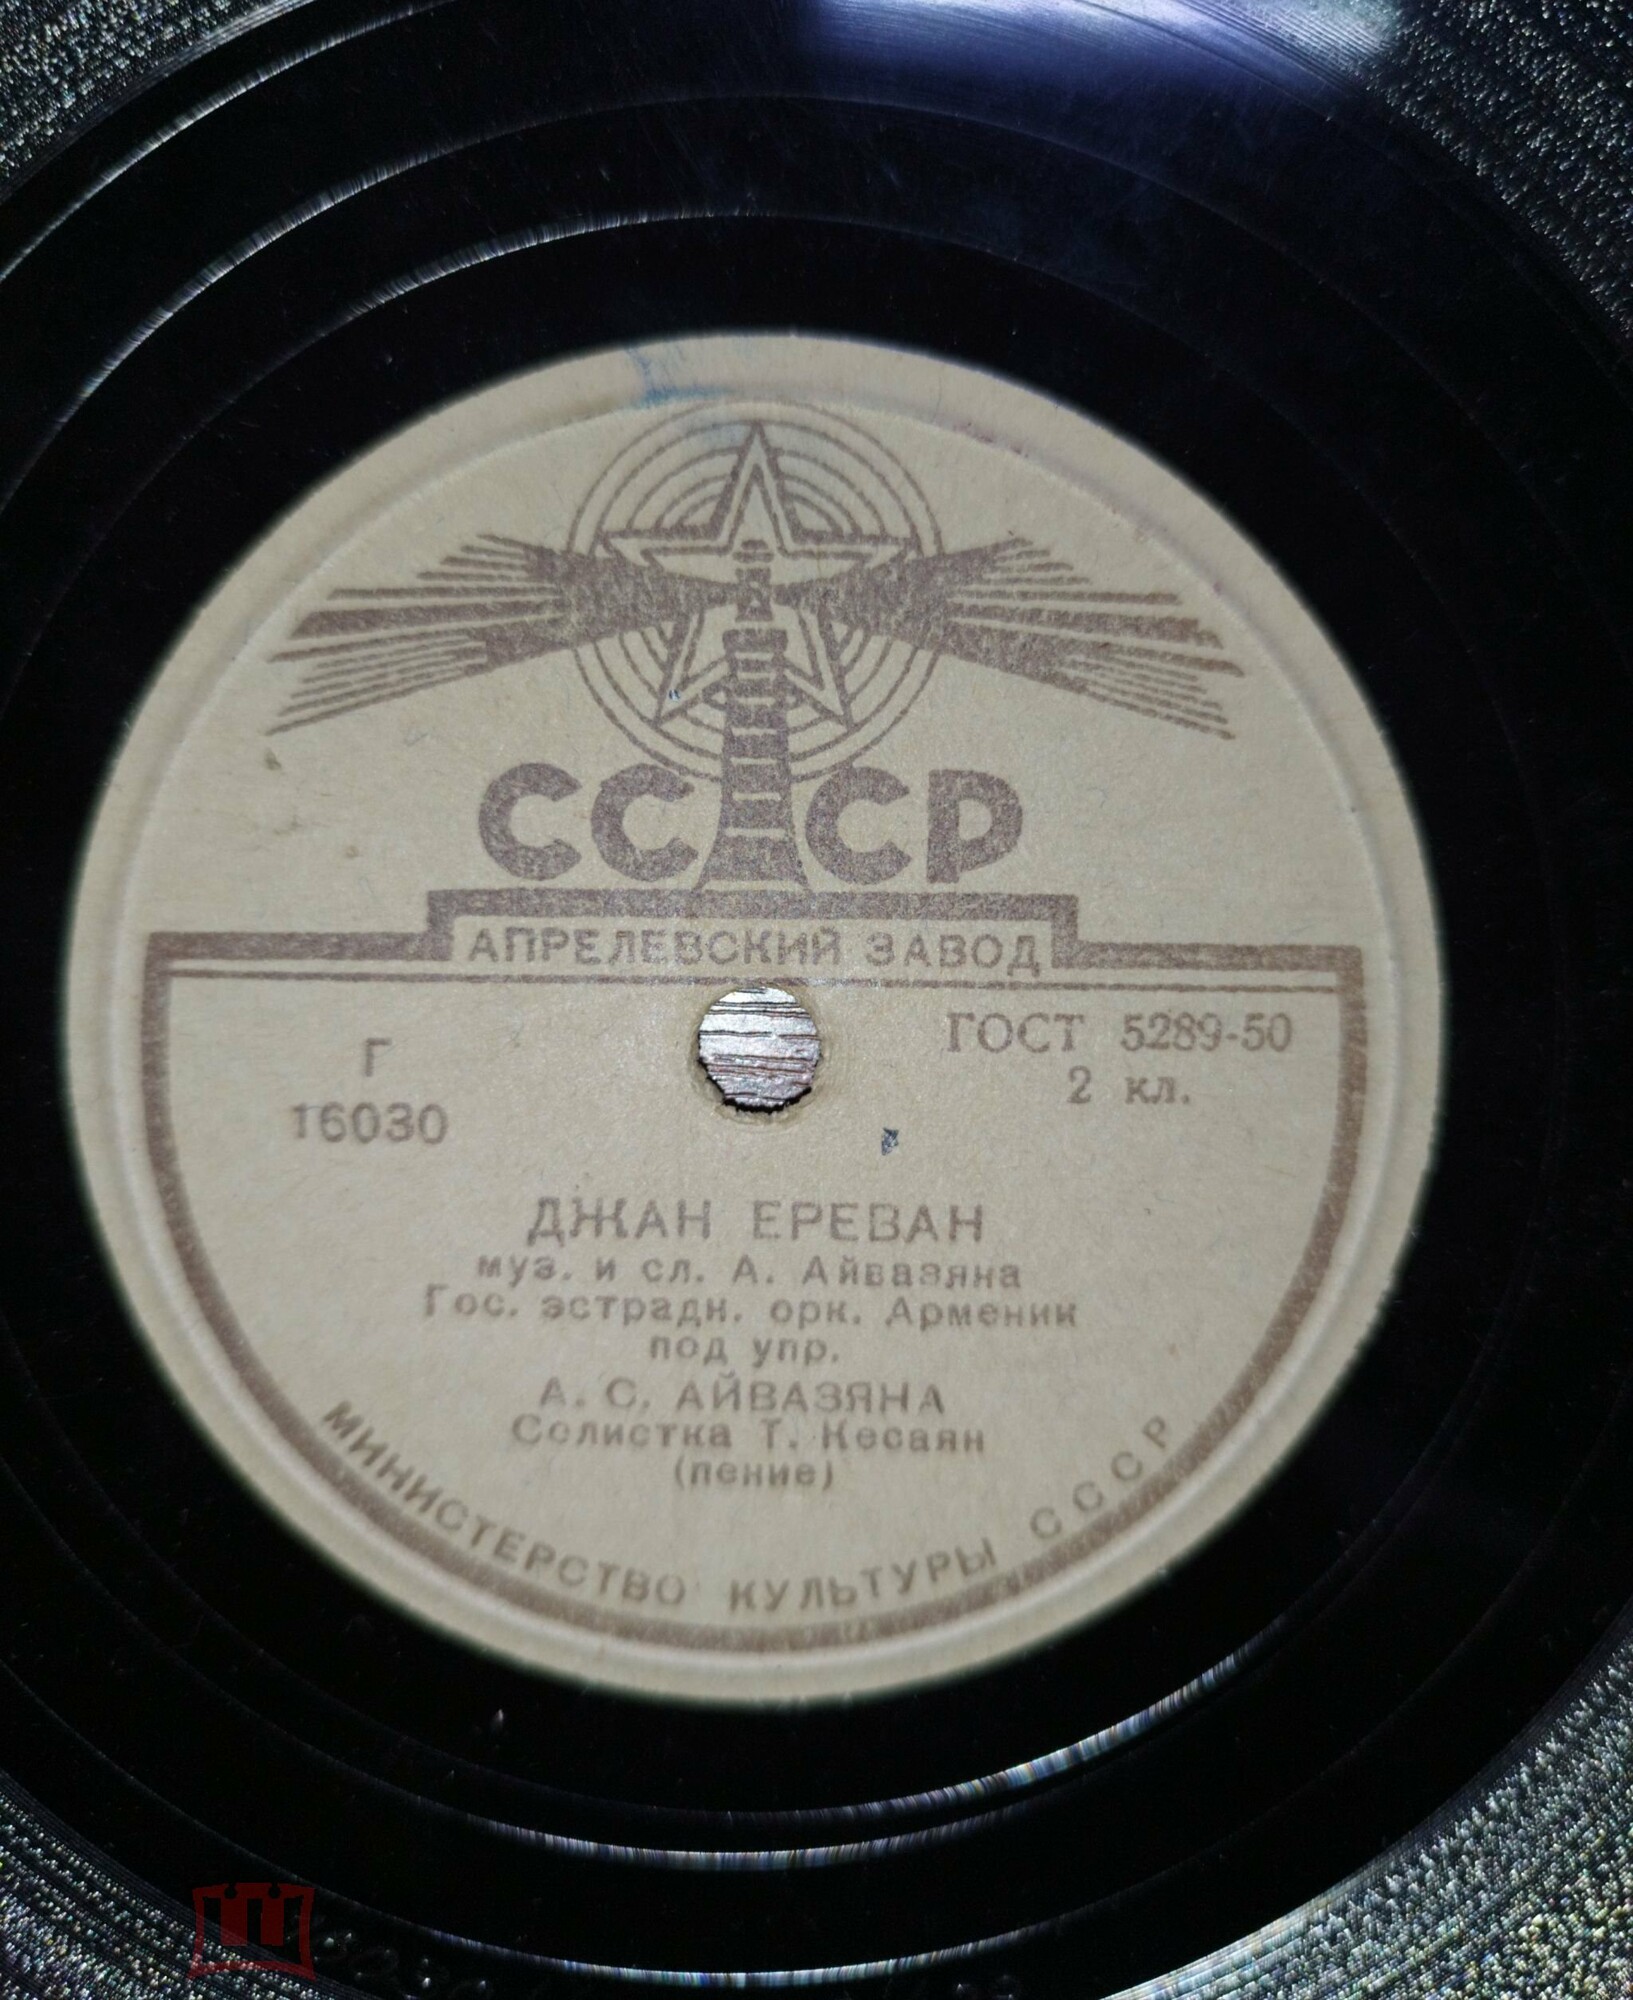 СССР
АПРЕЛЕВСКИЙ ЗАВОД
Г
16030
ГОСТ 5289-50
2 кл.
ДЖАН ЕРЕВАН
муз. и сл. А. Айвазяна
Гос. эстрадн. орк. Армении
под упр.
А. С. АЙВАЗЯНА
Солистка Т. Кесаян
(пение)
МИНИСТЕРСТВО КУЛЬТУРЫ СССР